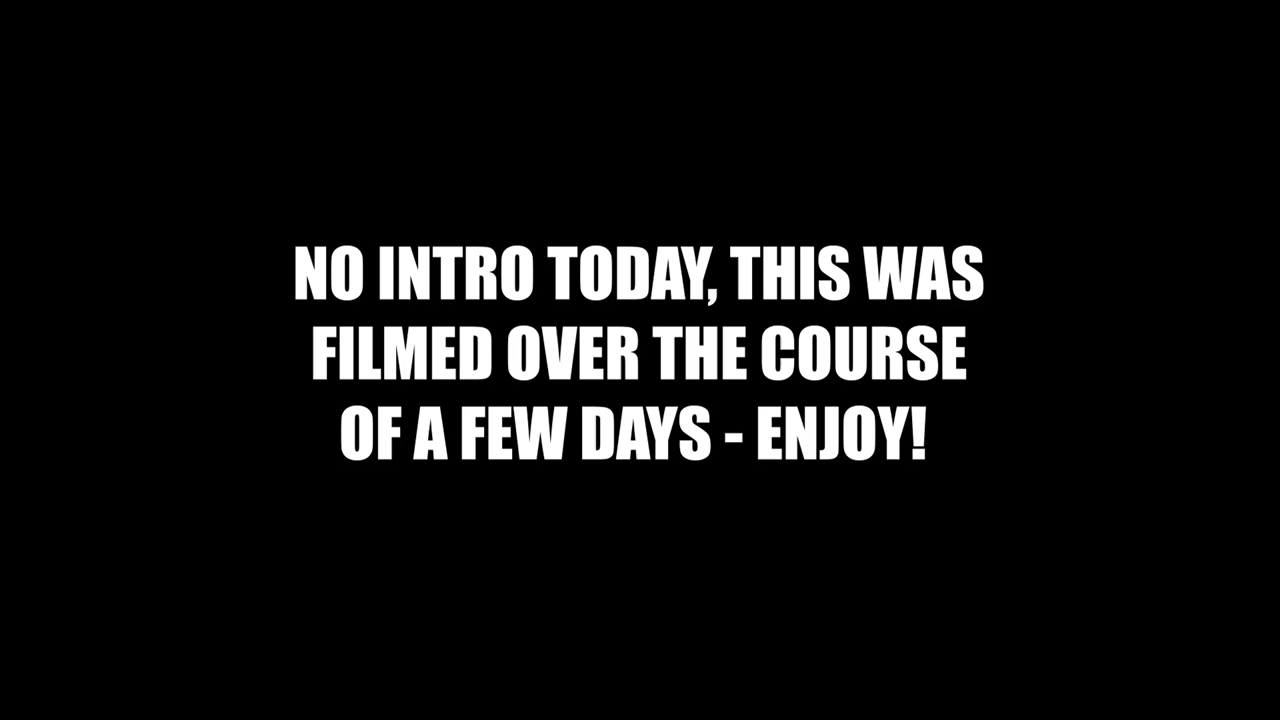 NO INTRO TODAY, THIS WAS
FILMED OVER THE COURSE
OF A FEW DAYS - ENJOY!